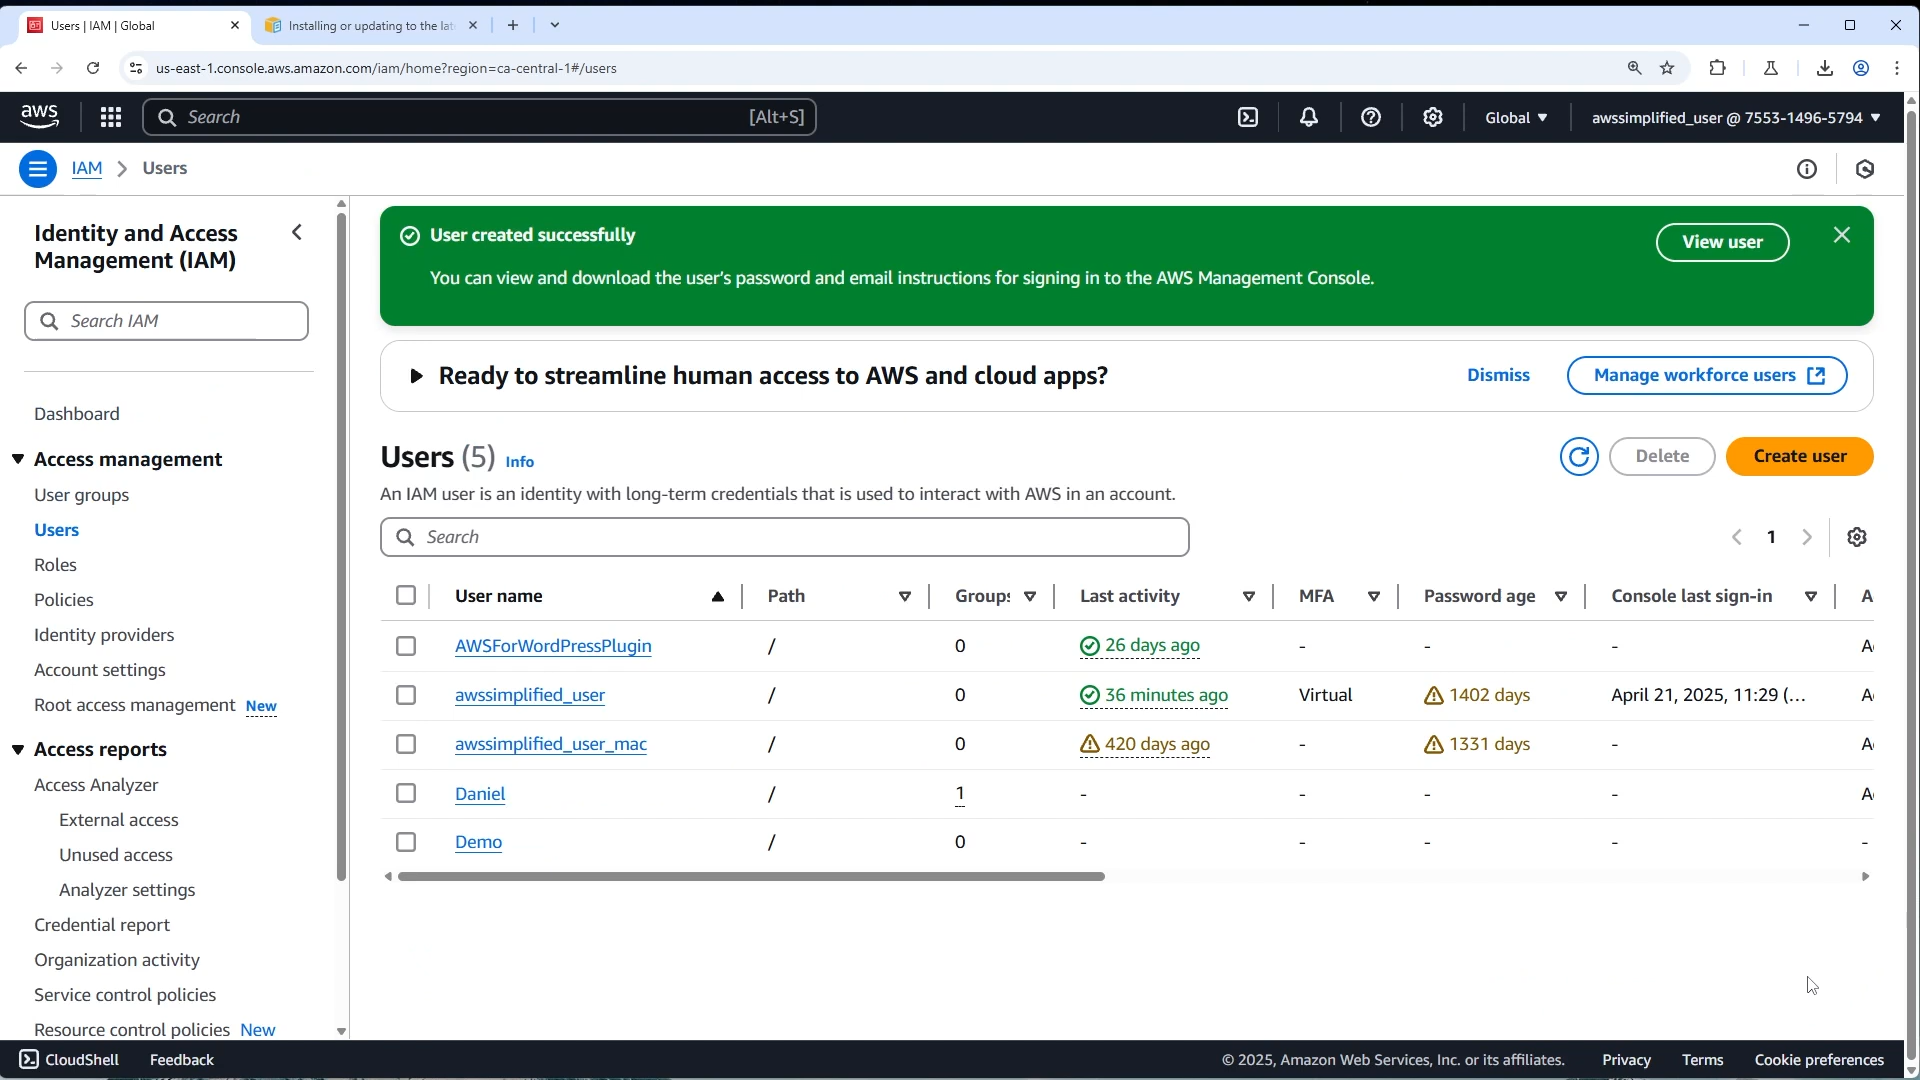 Users | IAM | Global
Installing or updating to the lat
us-east-1.console.aws.amazon.com/iam/home?region=ca-central-1#/users
aws
Search
[Alt+S]
Global
awssimplified_user @ 7553-1496-5794
IAM
Users
Identity and Access
Management (IAM)
Search IAM
Dashboard
Access management
User groups
Users
Roles
Policies
Identity providers
Account settings
Root access management New
Access reports
Access Analyzer
External access
Unused access
Analyzer settings
Credential report
Organization activity
Service control policies
Resource control policies New
User created successfully
View user
You can view and download the user's password and email instructions for signing in to the AWS Management Console.
Ready to streamline human access to AWS and cloud apps?
Dismiss
Manage workforce users
Users (5) Info
Delete
Create user
An IAM user is an identity with long-term credentials that is used to interact with AWS in an account.
Search
1
User name Path Groups Last activity MFA Password age Console last sign-in A
AWSForWordPressPlugin / 0 26 days ago - - - A
awssimplified_user / 0 36 minutes ago Virtual 1402 days April 21, 2025, 11:29 (... A
awssimplified_user_mac / 0 420 days ago - 1331 days - A
Daniel / 1 - - - - A
Demo / 0 - - - - -
CloudShell Feedback
© 2025, Amazon Web Services, Inc. or its affiliates. Privacy Terms Cookie preferences